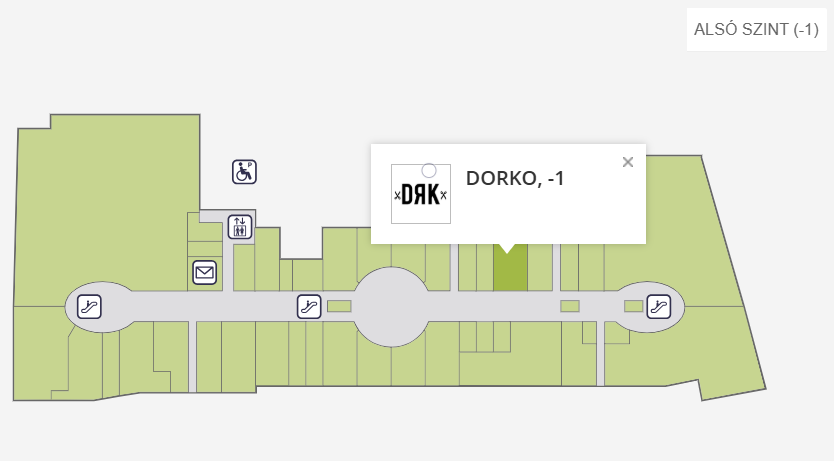 ALSÓ SZINT (-1)
P
DORKO, -1
×DRK×